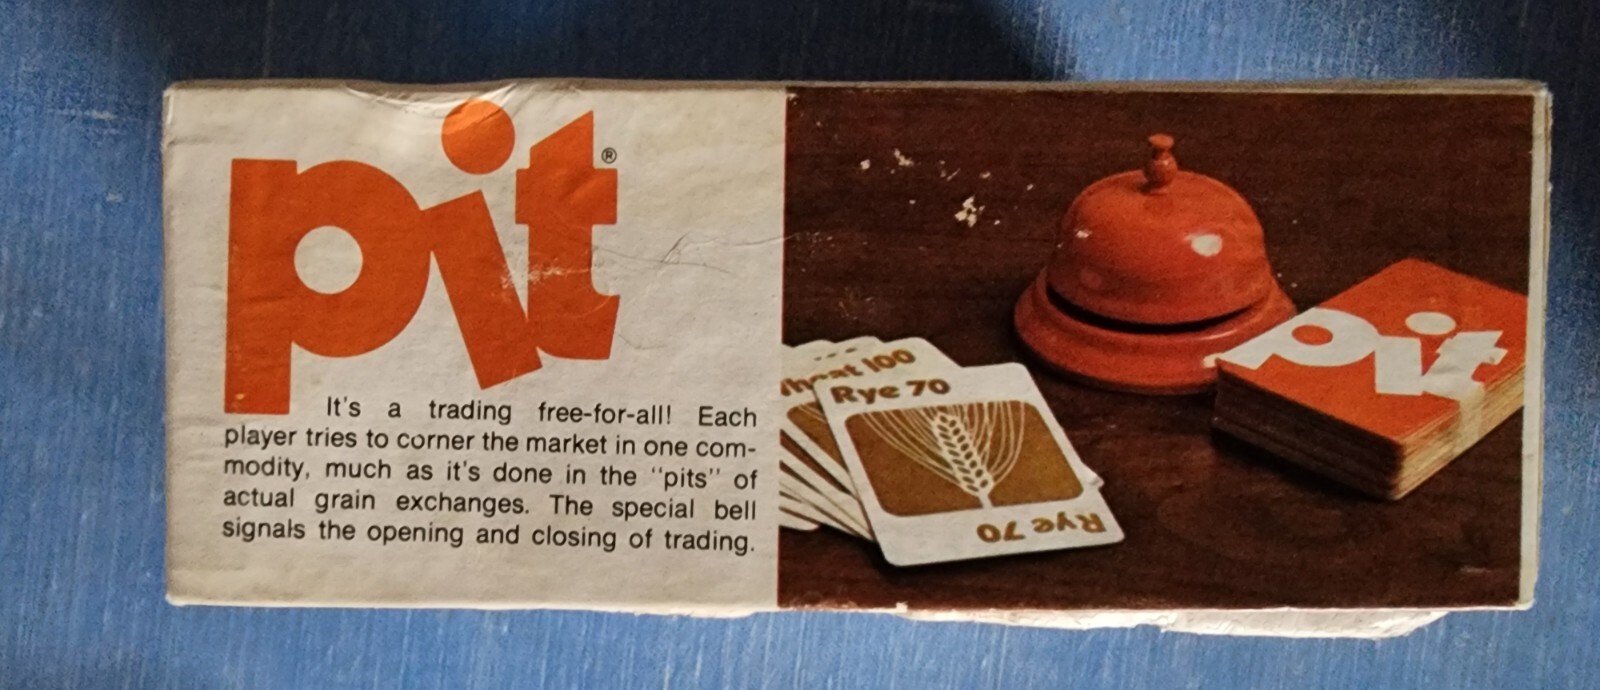 pit®
It's a trading free-for-all! Each
player tries to corner the market in one com-
modity, much as it's done in the "pits" of
actual grain exchanges. The special bell
signals the opening and closing of trading.
100
Rye 70
Rye 70
pit